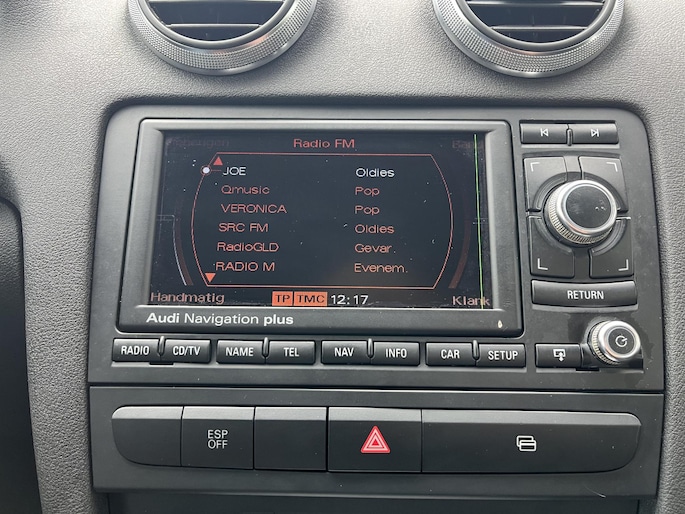 Radio FM
JOE Oldies
Qmusic Pop
VERONICA Pop
SRC FM Oldies
RadioGLD Gevar.
RADIO M Evenem.
Handmatig TP TMC 12:17 Klank
Audi Navigation plus
RETURN
RADIO CD/TV NAME TEL NAV INFO CAR SETUP
ESP
OFF